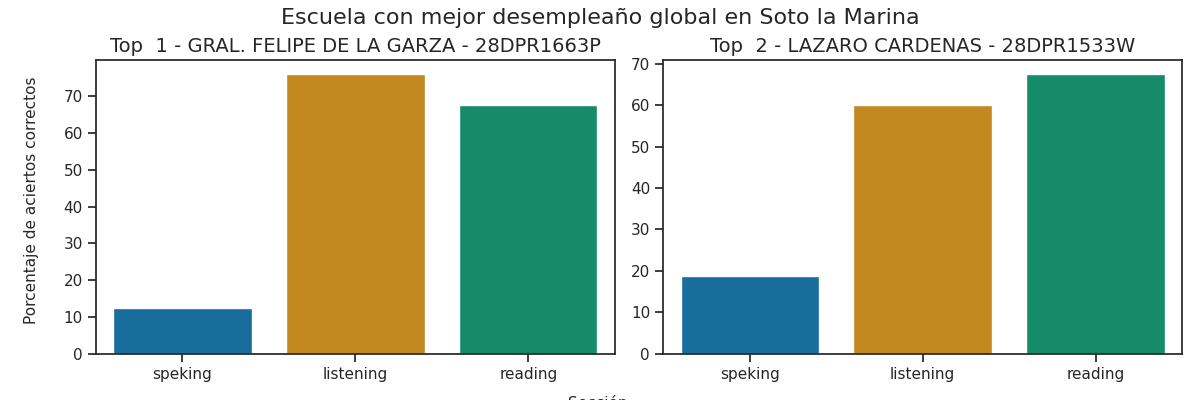 Escuela con mejor desempleaño global en Soto la Marina
Top  1 - GRAL. FELIPE DE LA GARZA - 28DPR1663P
Porcentaje de aciertos correctos
70
60
50
40
30
20
10
0
speking listening reading
Top  2 - LAZARO CARDENAS - 28DPR1533W
70
60
50
40
30
20
10
0
speking listening reading
Sección